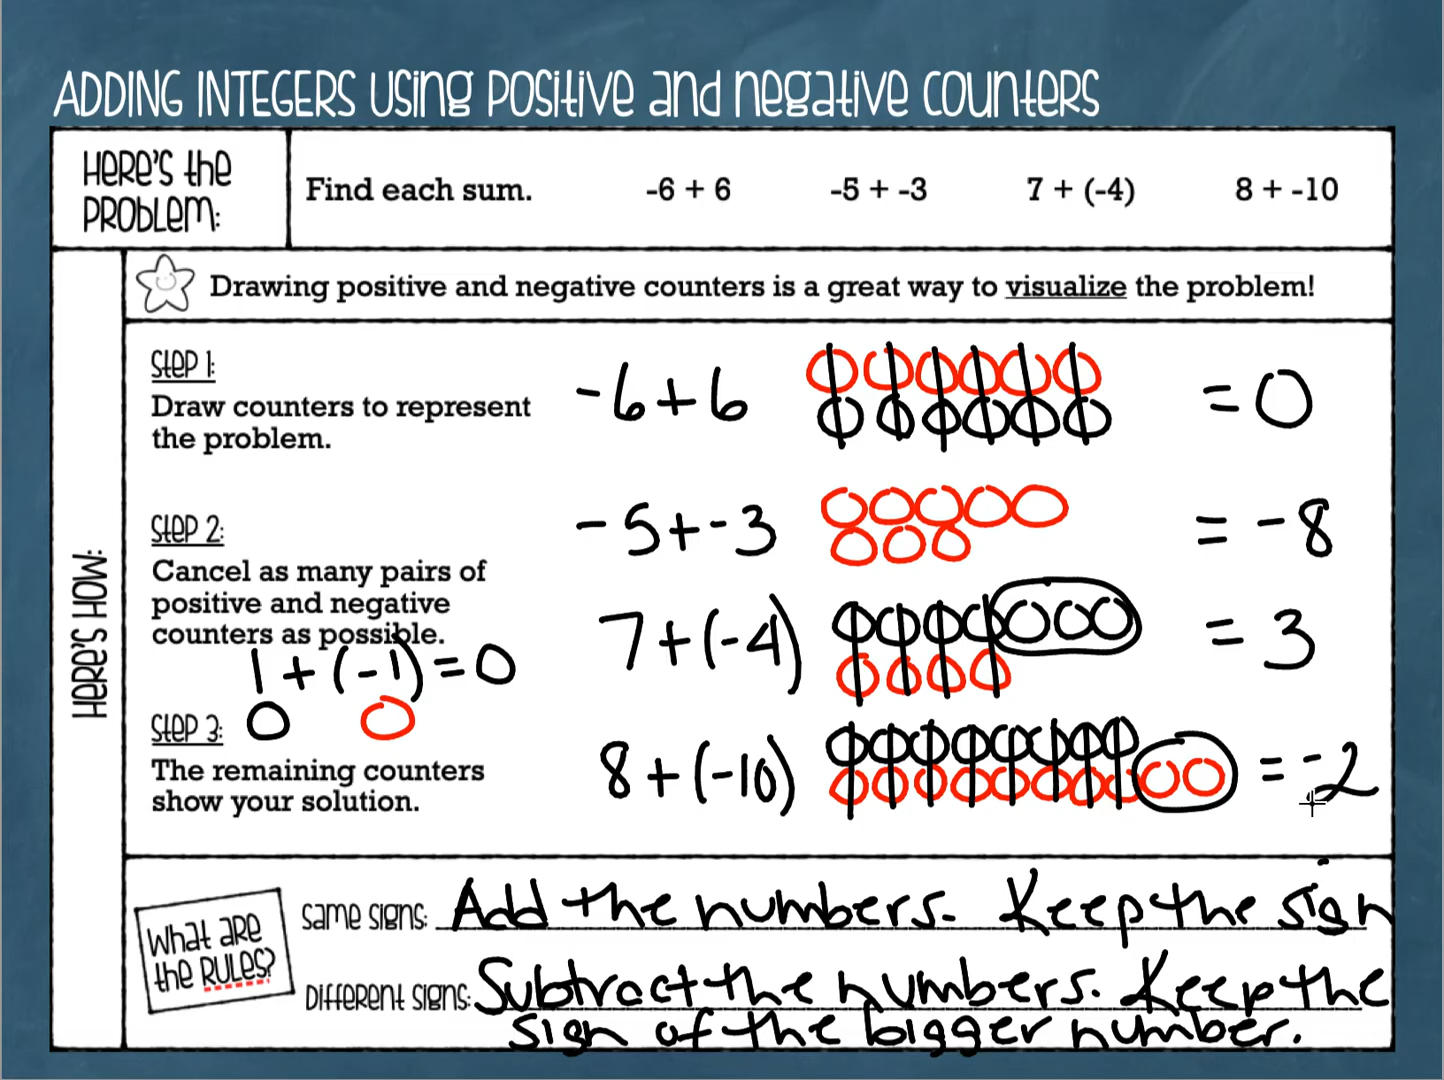 ADDING INTEGERS USING POSITIVE AND NEGATIVE COUNTERS
HERE'S THE
PROBLEM:
Find each sum. -6 + 6 -5 + -3 7 + (-4) 8 + -10
HERE'S HOW:
Drawing positive and negative counters is a great way to visualize the problem!
STEP 1:
Draw counters to represent
the problem.
-6+6 = 0
STEP 2:
Cancel as many pairs of
positive and negative
counters as possible.
1 + (-1) = 0
-5+-3 = -8
7+(-4) = 3
STEP 3:
The remaining counters
show your solution.
8+(-10) = -2
WHAT ARE
THE RULES?
SAME SIGNS: Add the numbers. Keep the sign
DIFFERENT SIGNS: Subtract the numbers. Keep the
sign of the bigger number.